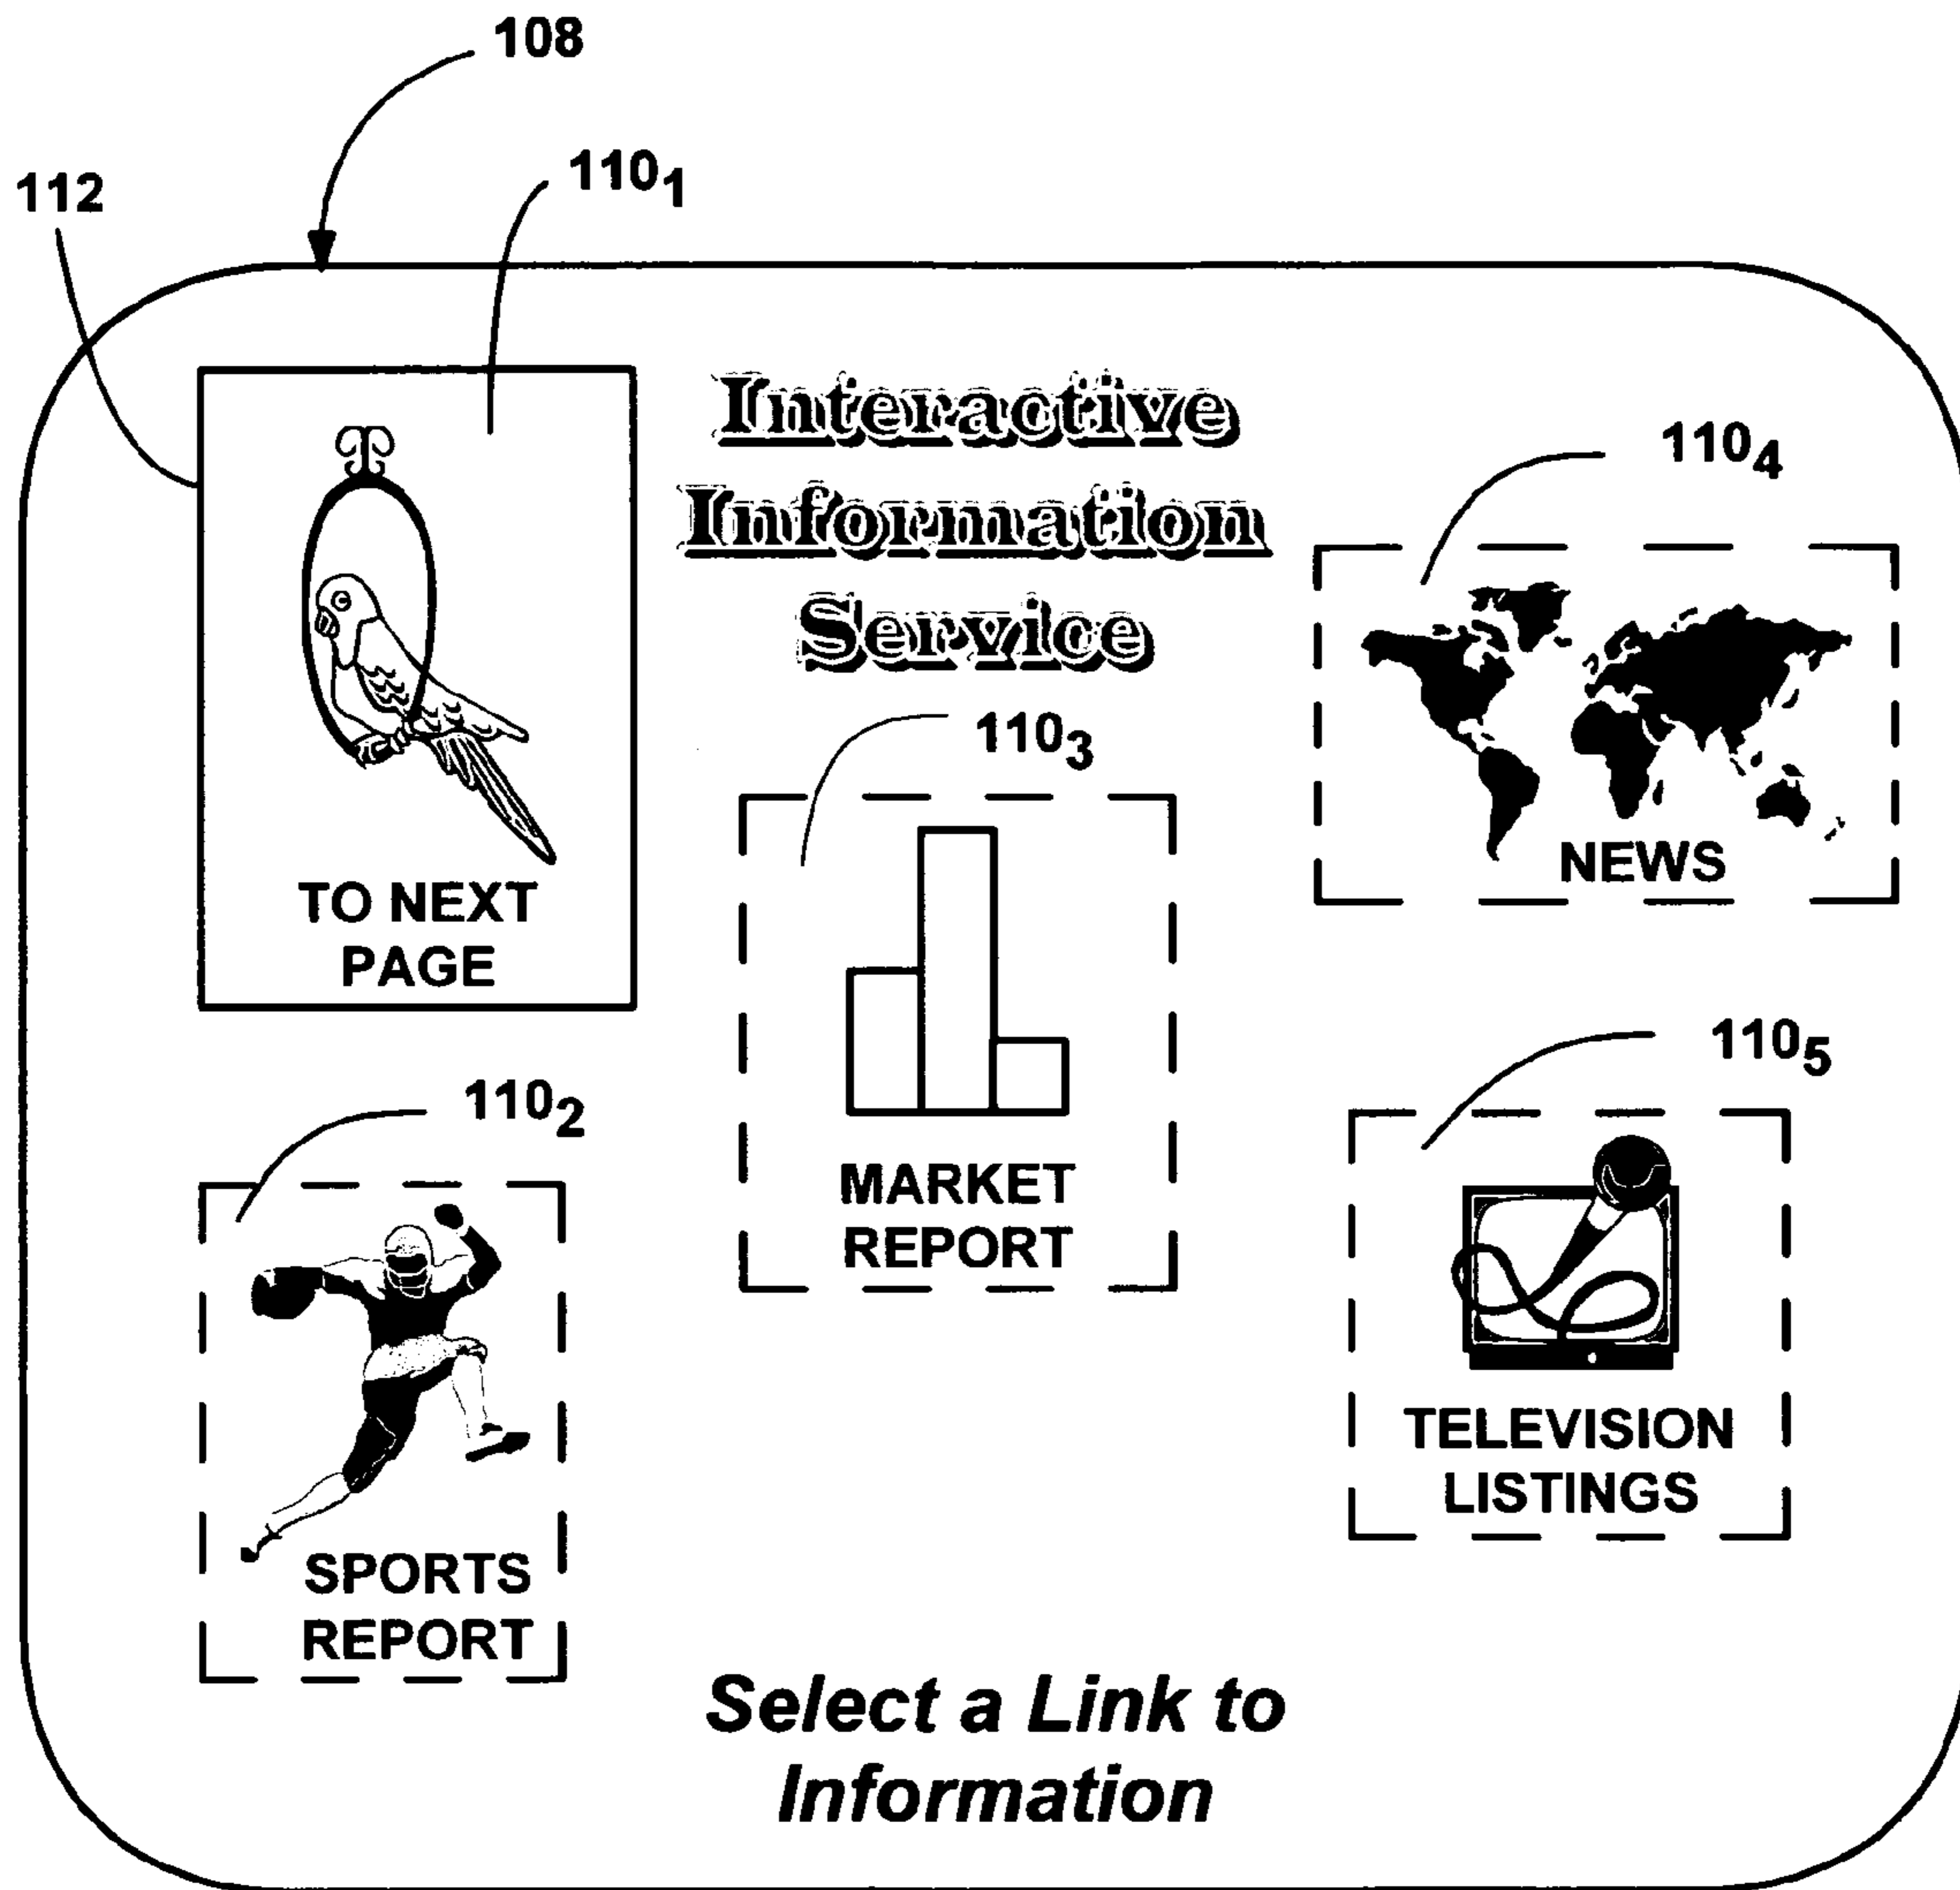 108
110₁
112
Interactive
Information
Service
110₄
NEWS
110₃
TO NEXT
PAGE
MARKET
REPORT
110₅
TELEVISION
LISTINGS
110₂
SPORTS
REPORT
Select a Link to
Information